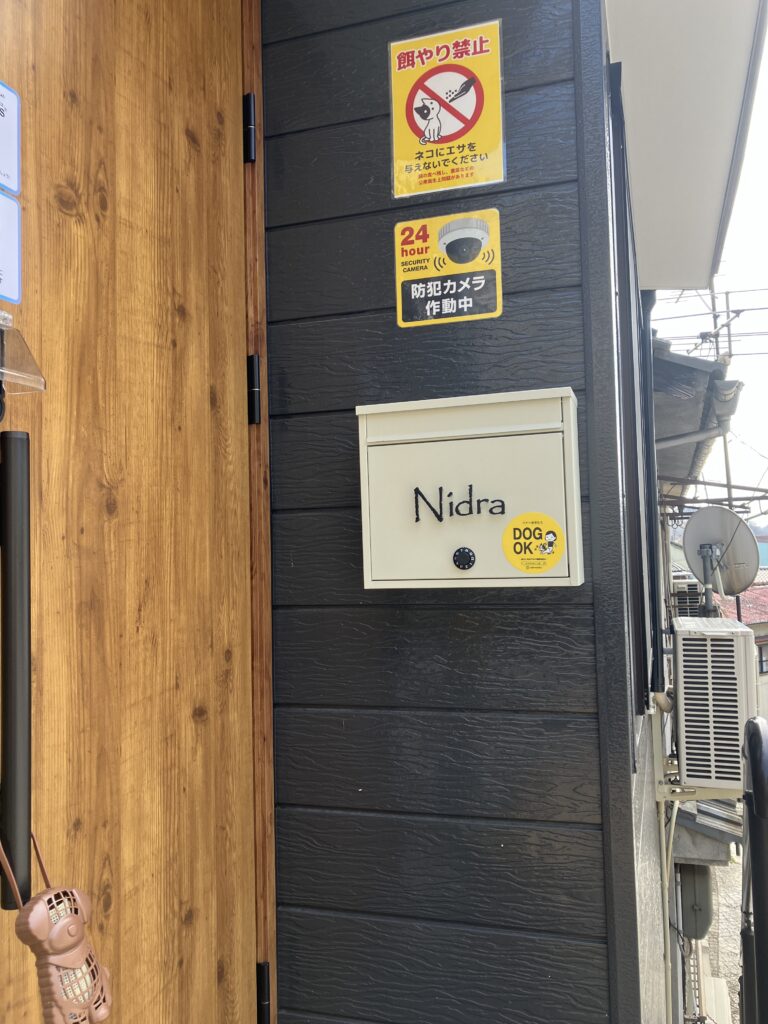 餌やり禁止
ネコにエサを
与えないでください
24
hour
SECURITY
CAMERA
防犯カメラ
作動中
Nidra
DOG
OK